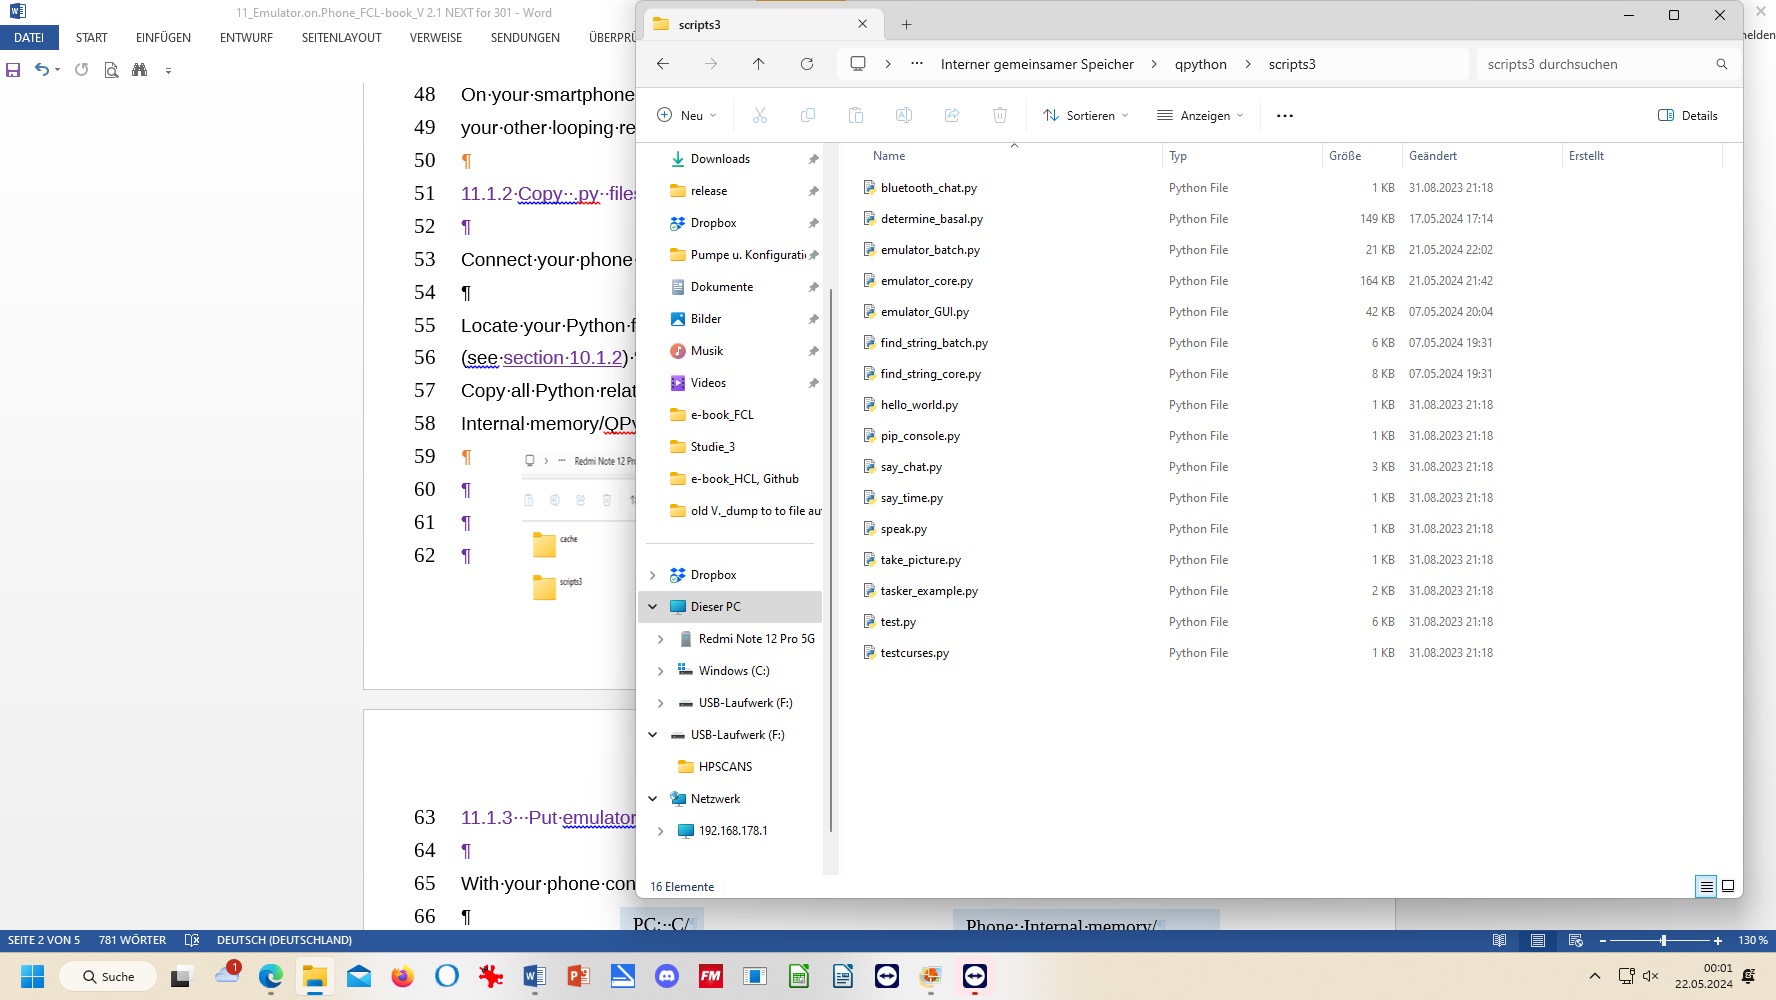 11_Emulator.on.Phone_FCL-book_V 2.1 NEXT for 301 - Word
DATEI START EINFÜGEN ENTWURF SEITENLAYOUT VERWEISE SENDUNGEN ÜBERPRÜ
nelden
48 On·your·smartphone
49 your·other·looping·re
50 ¶
51 11.1.2·Copy··.py··files
52 ¶
53 Connect·your·phone·
54 ¶
55 Locate·your·Python·f
56 (see·section·10.1.2)·
57 Copy·all·Python·relat
58 Internal·memory/QPy
59 ¶
60 ¶
61 ¶
62 ¶
Redmi Note 12 Pro
cache
scripts3
63 11.1.3···Put·emulator
64 ¶
65 With·your·phone·con
66 ¶
PC:··C/¶
Phone:·Internal·memory/¶
scripts3
Interner gemeinsamer Speicher > qpython > scripts3
scripts3 durchsuchen
Neu
Sortieren
Anzeigen
Details
Downloads
release
Dropbox
Pumpe u. Konfiguratio
Dokumente
Bilder
Musik
Videos
e-book_FCL
Studie_3
e-book_HCL, Github
old V._dump to to file au
Dropbox
Dieser PC
Redmi Note 12 Pro 5G
Windows (C:)
USB-Laufwerk (F:)
USB-Laufwerk (F:)
HPSCANS
Netzwerk
192.168.178.1
Name Typ Größe Geändert Erstellt
bluetooth_chat.py Python File 1 KB 31.08.2023 21:18
determine_basal.py Python File 149 KB 17.05.2024 17:14
emulator_batch.py Python File 21 KB 21.05.2024 22:02
emulator_core.py Python File 164 KB 21.05.2024 21:42
emulator_GUI.py Python File 42 KB 07.05.2024 20:04
find_string_batch.py Python File 6 KB 07.05.2024 19:31
find_string_core.py Python File 8 KB 07.05.2024 19:31
hello_world.py Python File 1 KB 31.08.2023 21:18
pip_console.py Python File 1 KB 31.08.2023 21:18
say_chat.py Python File 3 KB 31.08.2023 21:18
say_time.py Python File 1 KB 31.08.2023 21:18
speak.py Python File 1 KB 31.08.2023 21:18
take_picture.py Python File 1 KB 31.08.2023 21:18
tasker_example.py Python File 2 KB 31.08.2023 21:18
test.py Python File 6 KB 31.08.2023 21:18
testcurses.py Python File 1 KB 31.08.2023 21:18
16 Elemente
SEITE 2 VON 5 781 WÖRTER DEUTSCH (DEUTSCHLAND) 130 %
Suche
1
FM
00:01
22.05.2024